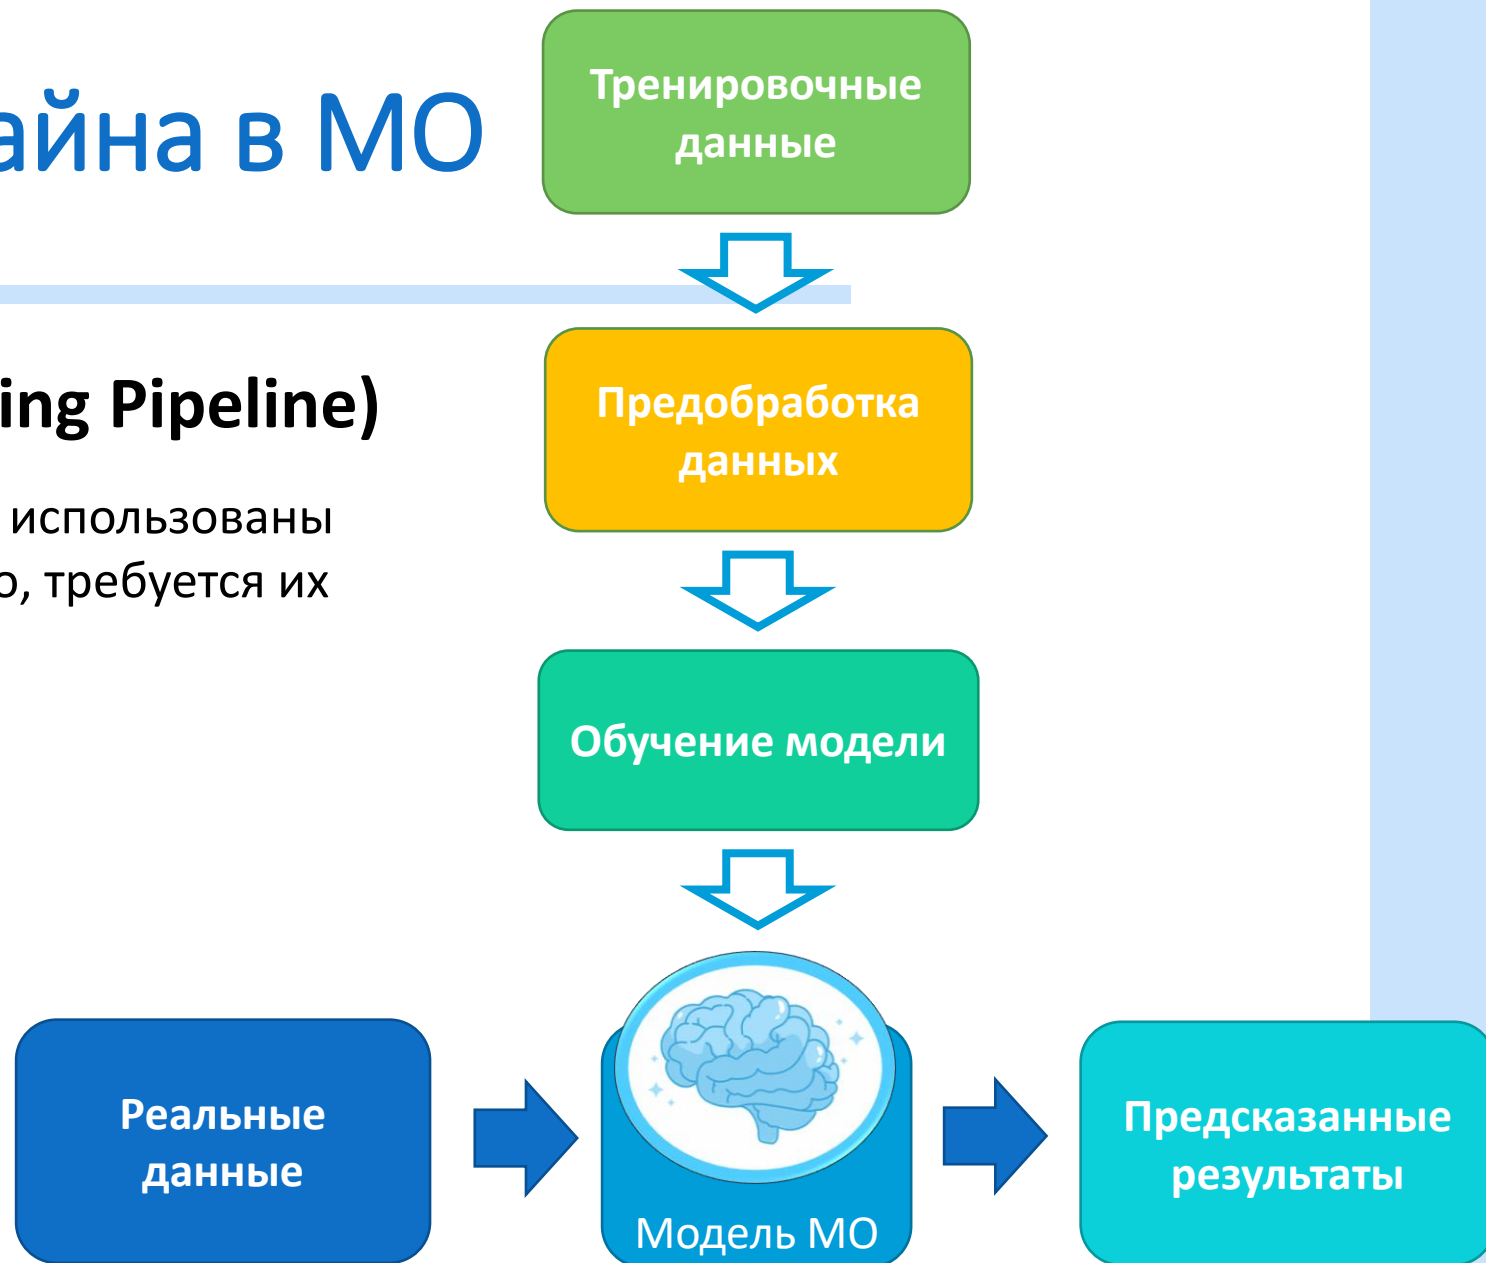 айна в МО
ing Pipeline)
использованы
о, требуется их
Тренировочные
данные
Предобработка
данных
Обучение модели
Реальные
данные
Модель МО
Предсказанные
результаты